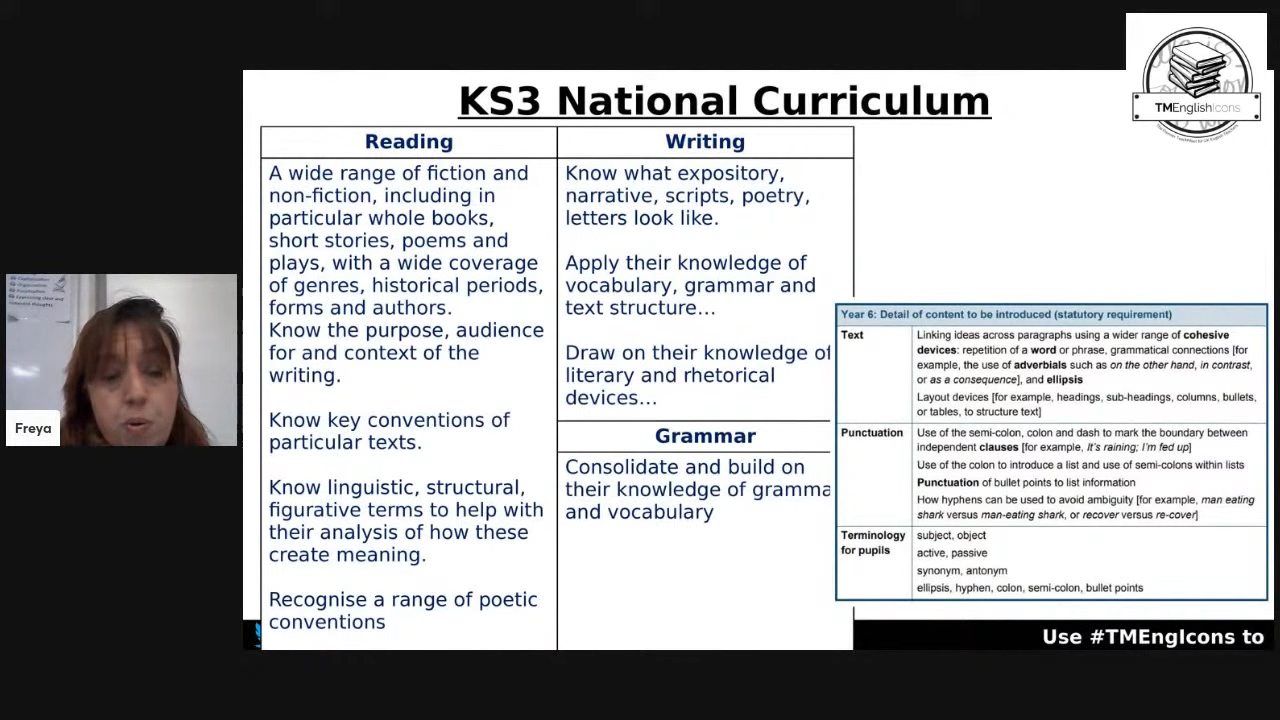 KS3 National Curriculum
TMEnglishIcons
Reading
A wide range of fiction and
non-fiction, including in
particular whole books,
short stories, poems and
plays, with a wide coverage
of genres, historical periods,
forms and authors.
Know the purpose, audience
for and context of the
writing.
Know key conventions of
particular texts.
Know linguistic, structural,
figurative terms to help with
their analysis of how these
create meaning.
Recognise a range of poetic
conventions
Writing
Know what expository,
narrative, scripts, poetry,
letters look like.
Apply their knowledge of
vocabulary, grammar and
text structure…
Draw on their knowledge of
literary and rhetorical
devices…
Grammar
Consolidate and build on
their knowledge of gramma
and vocabulary
Year 6: Detail of content to be introduced (statutory requirement)
Text
Linking ideas across paragraphs using a wider range of cohesive
devices: repetition of a word or phrase, grammatical connections [for
example, the use of adverbials such as on the other hand, in contrast,
or as a consequence], and ellipsis
Layout devices [for example, headings, sub-headings, columns, bullets,
or tables, to structure text]
Punctuation
Use of the semi-colon, colon and dash to mark the boundary between
independent clauses [for example, It's raining; I'm fed up]
Use of the colon to introduce a list and use of semi-colons within lists
Punctuation of bullet points to list information
How hyphens can be used to avoid ambiguity [for example, man eating
shark versus man-eating shark, or recover versus re-cover]
Terminology
for pupils
subject, object
active, passive
synonym, antonym
ellipsis, hyphen, colon, semi-colon, bullet points
Freya
Use #TMEngIcons to